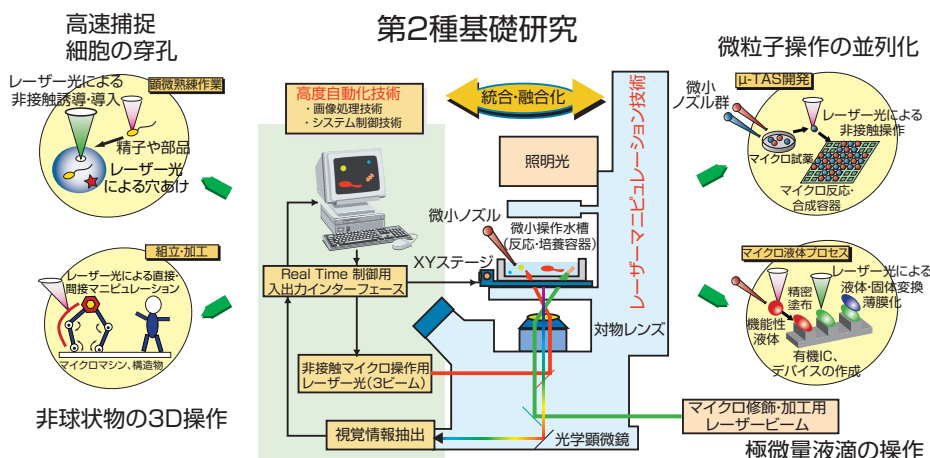 第2種基礎研究
高速捕捉
細胞の穿孔
レーザー光による
非接触誘導・導入
顕微熟練作業
精子や部品
レーザー光
による穴あけ
組立・加工
レーザー光による直接・
間接マニピュレーション
マイクロマシン、構造物
非球状物の3D操作
高度自動化技術
・画像処理技術
・システム制御技術
統合・融合化
レーザーマニピュレーション技術
照明光
微小ノズル
微小操作水槽
(反応・培養容器)
XYステージ
Real Time 制御用
入出力インターフェース
対物レンズ
非接触マイクロ操作用
レーザー光(3ビーム)
視覚情報抽出
光学顕微鏡
マイクロ修飾・加工用
レーザービーム
微粒子操作の並列化
μ-TAS開発
微小
ノズル群
レーザー光による
非接触操作
マイクロ試薬
マイクロ反応・
合成容器
マイクロ液体プロセス
レーザー光による
液体・固体変換
薄膜化
精密
塗布
機能性
液体
有機IC、
デバイスの作成
極微量液滴の操作